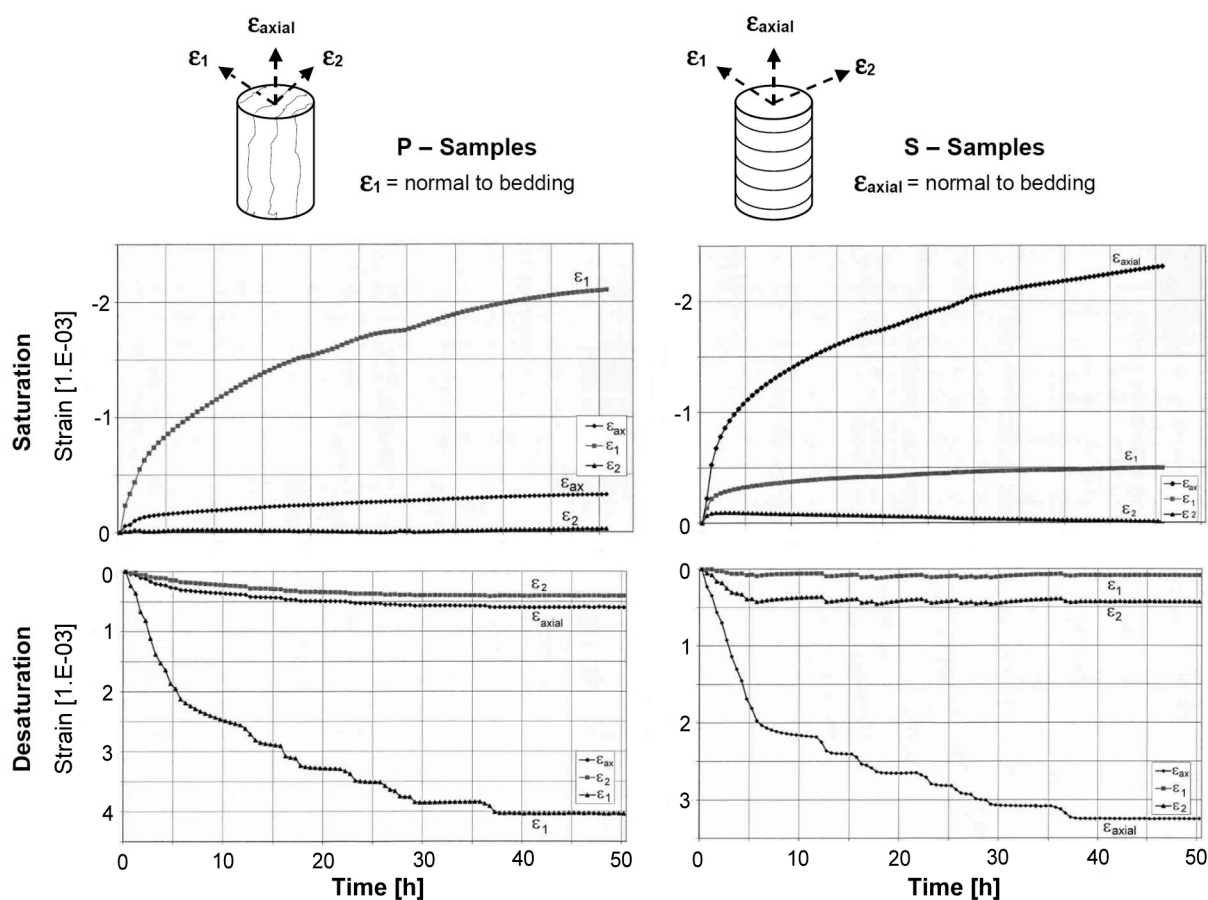 εaxial
ε1
ε2
P – Samples
ε1 = normal to bedding
εaxial
ε1
ε2
S – Samples
εaxial = normal to bedding
Saturation
Strain [1.E-03]
-2
-1
0
ε1
εax
ε2
εax
ε1
ε2
-2
-1
0
εaxial
ε1
ε2
εax
ε1
ε2
Desaturation
Strain [1.E-03]
0
1
2
3
4
ε2
εaxial
ε1
εax
ε2
ε1
0 10 20 30 40 50
Time [h]
0
1
2
3
ε1
ε2
εaxial
εax
ε1
ε2
0 10 20 30 40 50
Time [h]